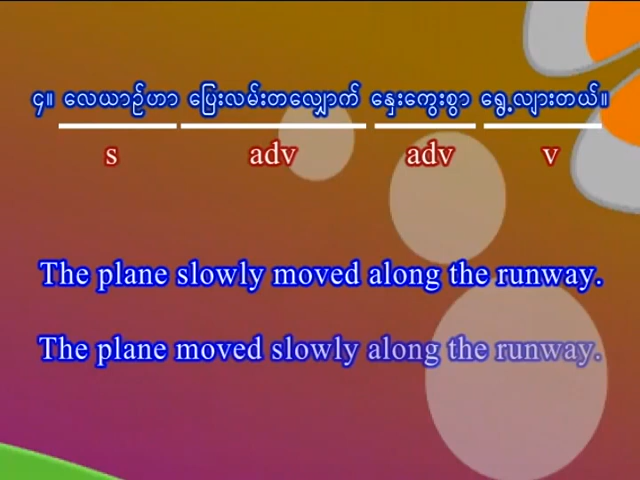 ၄။ လေယာဉ်ဟာ ပြေးလမ်းတလျှောက် နှေးကွေးစွာ ရွေ့လျားတယ်။
s adv adv v
The plane slowly moved along the runway.
The plane moved slowly along the runway.